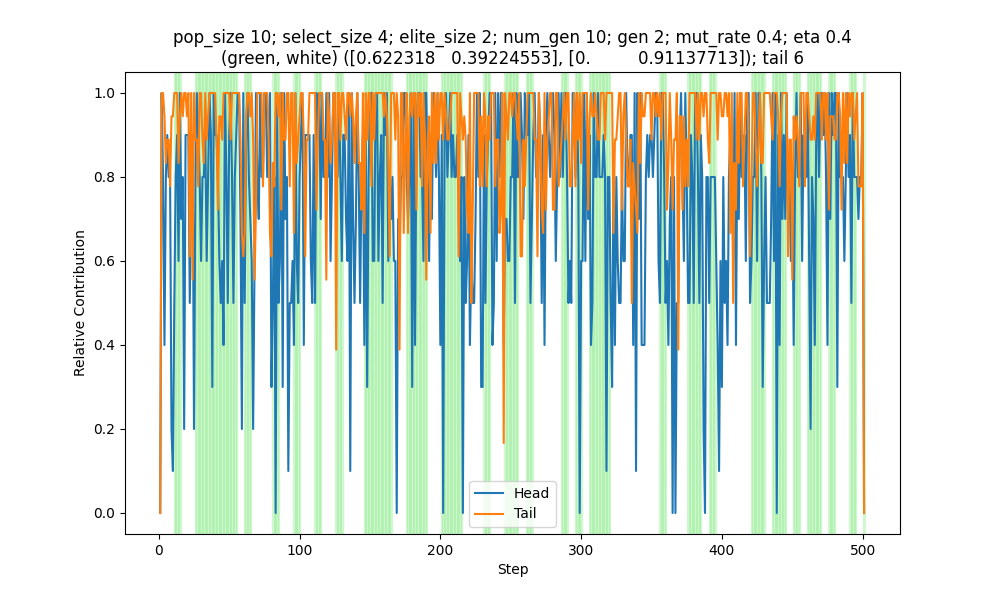 pop_size 10; select_size 4; elite_size 2; num_gen 10; gen 2; mut_rate 0.4; eta 0.4
(green, white) ([0.622318   0.39224553], [0.          0.91137713]); tail 6
1.0
0.8
0.6
0.4
0.2
0.0
Relative Contribution
Head
Tail
0
100
200
300
400
500
Step